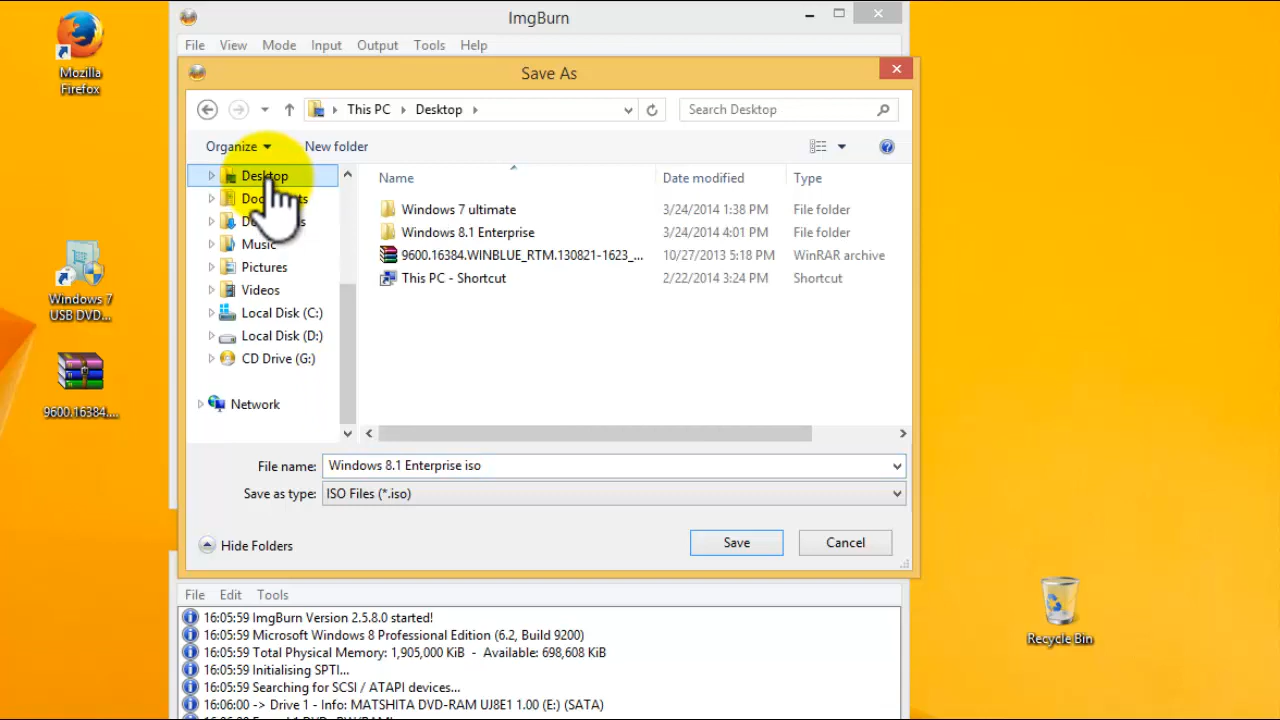 ImgBurn
File View Mode Input Output Tools Help
Save As
This PC Desktop
Search Desktop
Organize New folder
Desktop
Music
Pictures
Videos
Local Disk (C:)
Local Disk (D:)
CD Drive (G:)
Network
Name Date modified Type
Windows 7 ultimate 3/24/2014 1:38 PM File folder
Windows 8.1 Enterprise 3/24/2014 4:01 PM File folder
9600.16384.WINBLUE_RTM.130821-1623_... 10/27/2013 5:18 PM WinRAR archive
This PC - Shortcut 2/22/2014 3:24 PM Shortcut
File name: Windows 8.1 Enterprise iso
Save as type: ISO Files (*.iso)
Hide Folders
Save Cancel
File Edit Tools
16:05:59 ImgBurn Version 2.5.8.0 started!
16:05:59 Microsoft Windows 8 Professional Edition (6.2, Build 9200)
16:05:59 Total Physical Memory: 1,905,000 KiB - Available: 698,608 KiB
16:05:59 Initialising SPTI...
16:05:59 Searching for SCSI / ATAPI devices...
16:06:00 -> Drive 1 - Info: MATSHITA DVD-RAM UJ8E1 1.00 (E:) (SATA)
Mozilla
Firefox
Windows 7
USB DVD...
9600.16384....
Recycle Bin